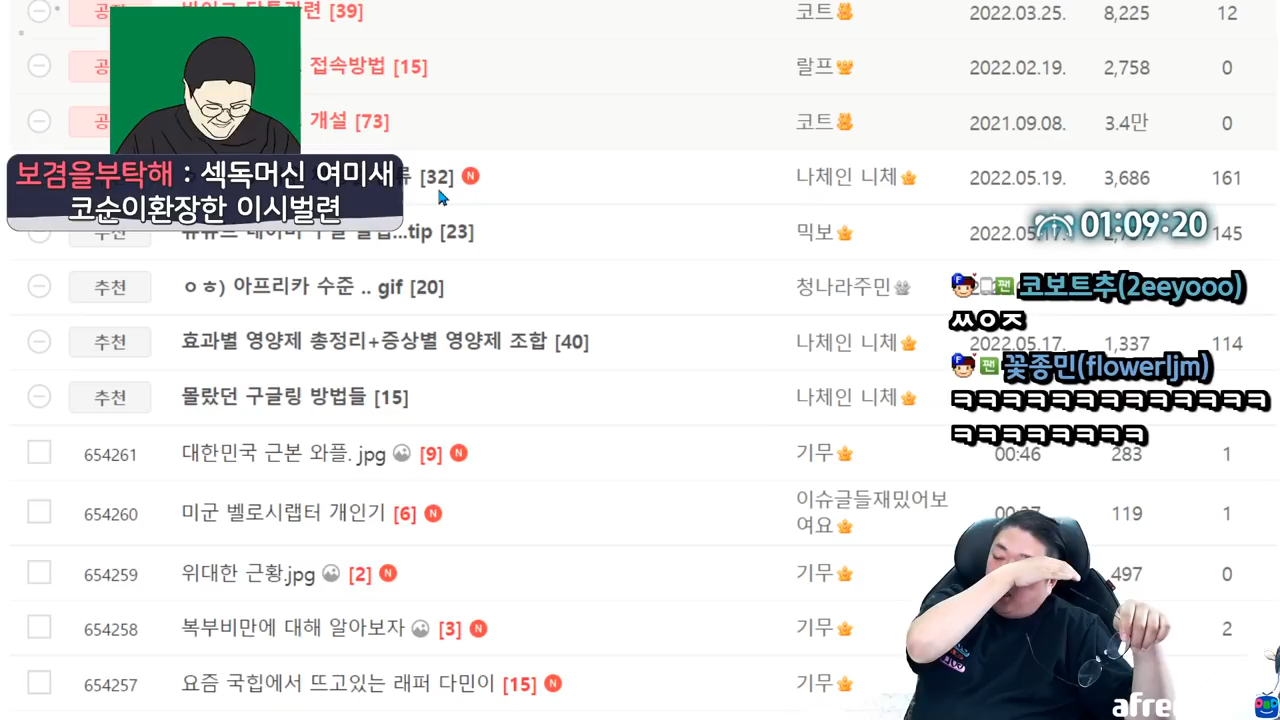 [39] 코트 2022.03.25. 8,225 12
접속방법 [15] 랄프 2022.02.19. 2,758 0
개설 [73] 코트 2021.09.08. 3.4만 0
보겸을부탁해 : 섹독머신 여미새
코순이환장한 이시벌련
[32] N 나체인 니체 2022.05.19. 3,686 161
...tip [23] 믹보 145
01:09:20
추천 ㅇㅎ) 아프리카 수준 .. gif [20] 청나라주민
코보트추(2eeyooo)
ㅆㅇㅈ
추천 효과별 영양제 총정리+증상별 영양제 조합 [40] 나체인 니체 2022.05.17. 1,337 114
꽃종민(flowerljm)
ㅋㅋㅋㅋㅋㅋㅋㅋㅋㅋㅋㅋㅋ
ㅋㅋㅋㅋㅋㅋㅋㅋ
추천 몰랐던 구글링 방법들 [15] 나체인 니체
654261 대한민국 근본 와플. jpg [9] N 기무 00:46 283 1
654260 미군 벨로시랩터 개인기 [6] N 이슈글들재밌어보여요 119 1
654259 위대한 근황.jpg [2] N 기무 497 0
654258 복부비만에 대해 알아보자 [3] N 기무 2
654257 요즘 국힙에서 뜨고있는 래퍼 다민이 [15] N 기무
afre